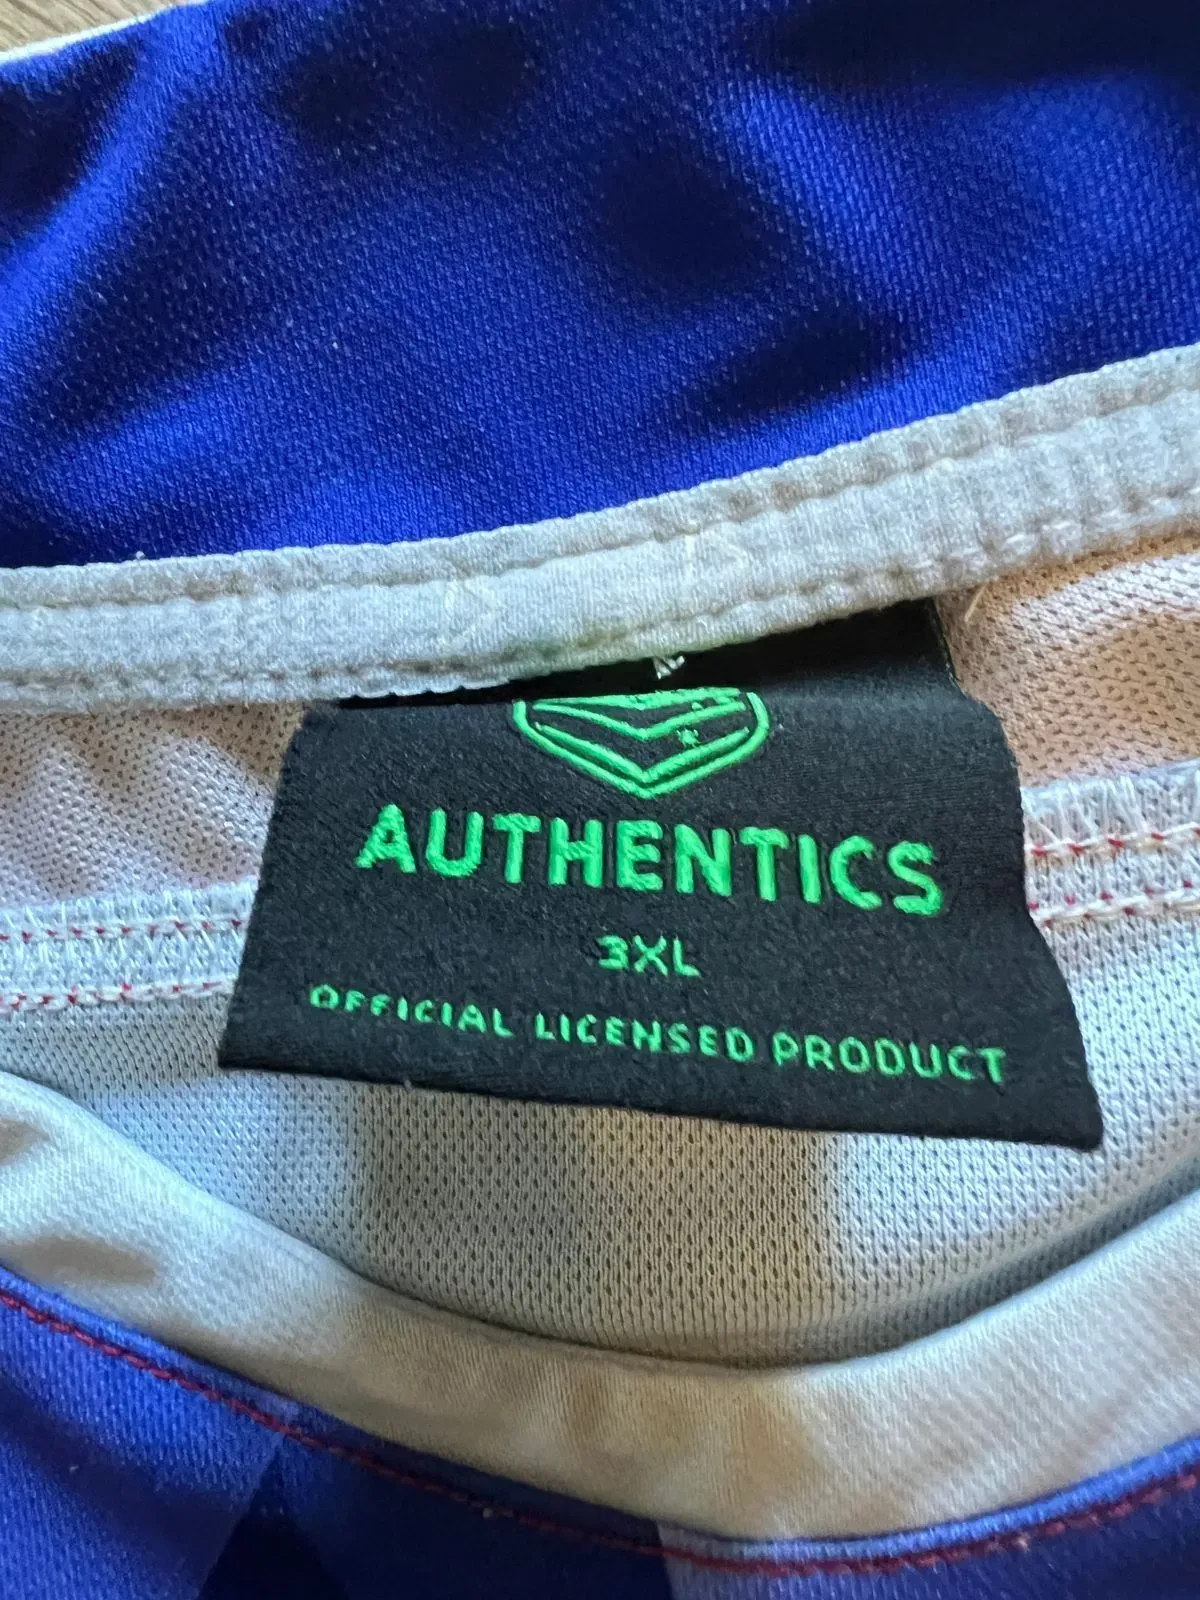 AUTHENTICS
3XL
OFFICIAL LICENSED PRODUCT